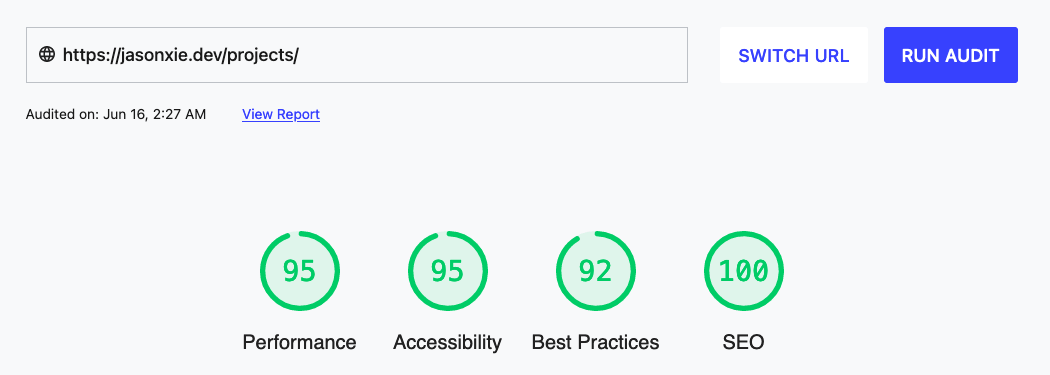 https://jasonxie.dev/projects/ SWITCH URL RUN AUDIT
Audited on: Jun 16, 2:27 AM View Report
95 95 92 100
Performance Accessibility Best Practices SEO